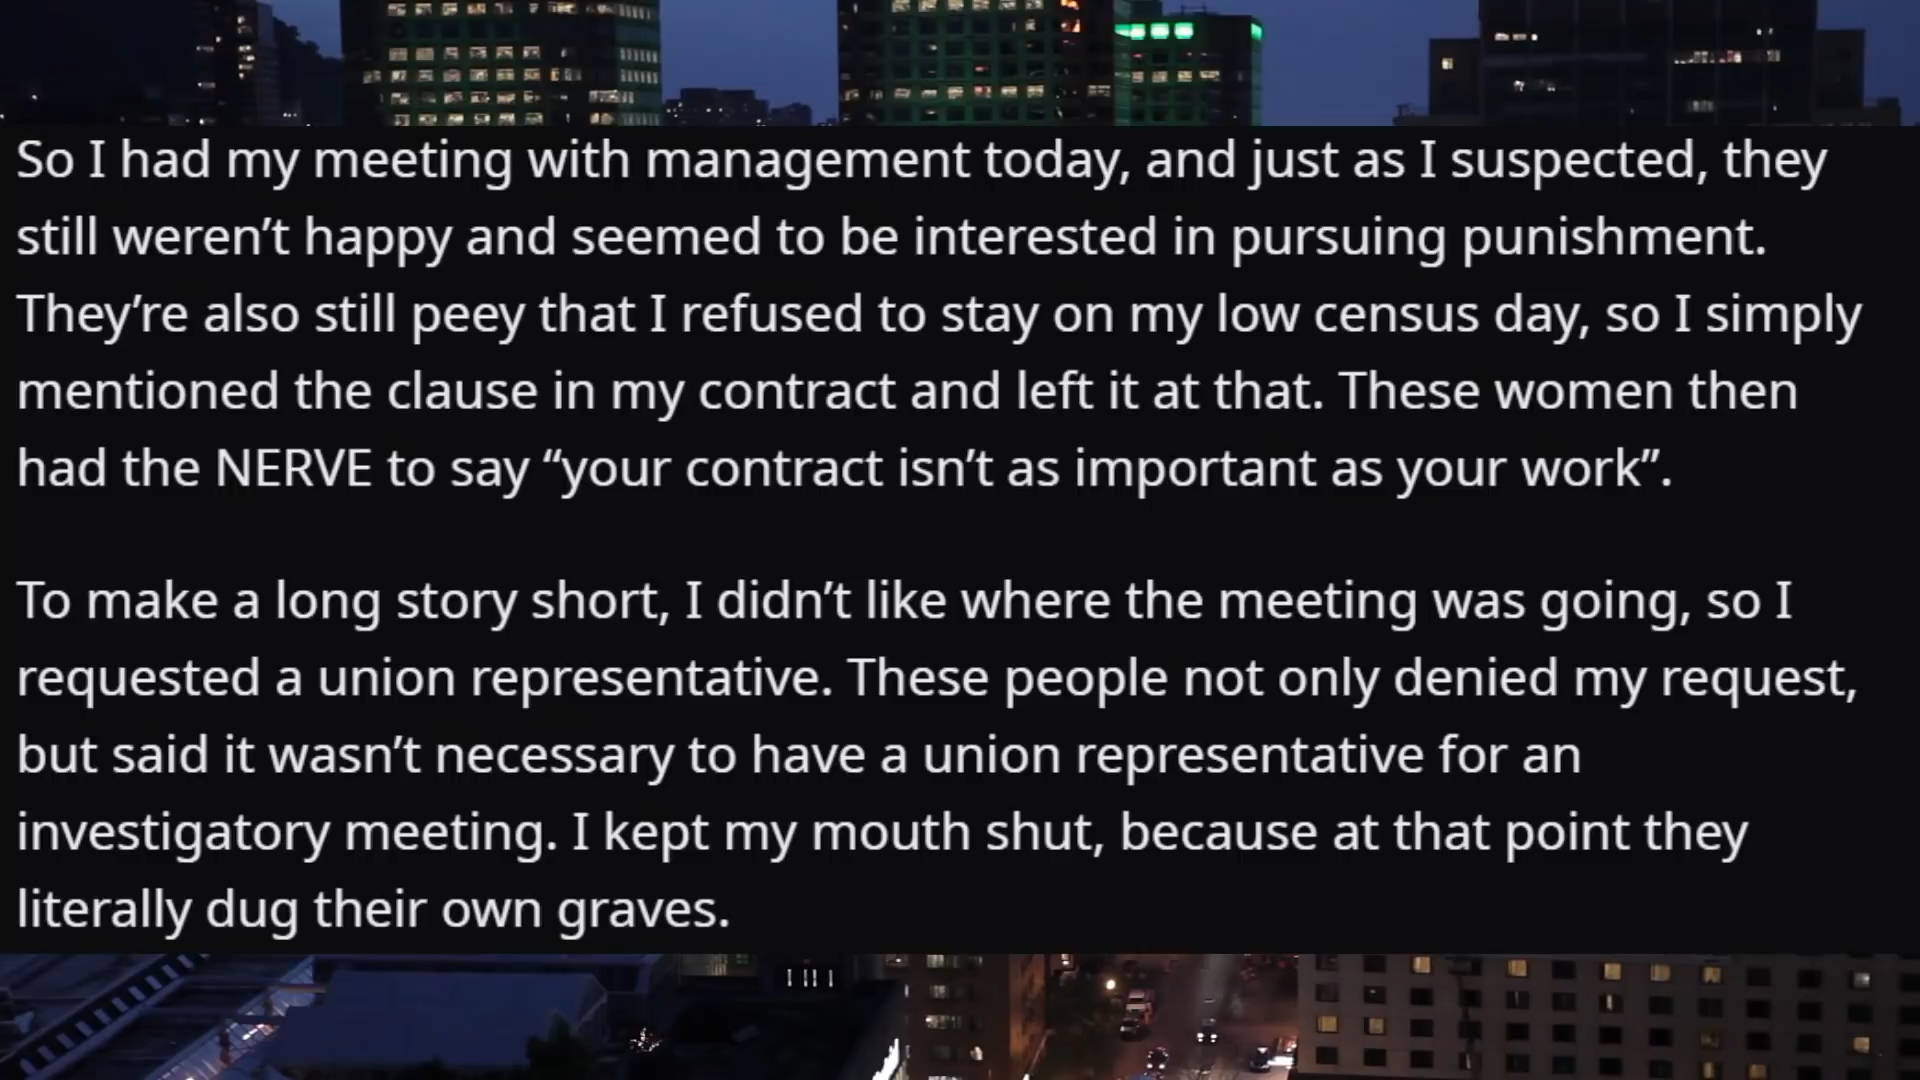 So I had my meeting with management today, and just as I suspected, they
still weren’t happy and seemed to be interested in pursuing punishment.
They’re also still peey that I refused to stay on my low census day, so I simply
mentioned the clause in my contract and left it at that. These women then
had the NERVE to say “your contract isn’t as important as your work”.
To make a long story short, I didn’t like where the meeting was going, so I
requested a union representative. These people not only denied my request,
but said it wasn’t necessary to have a union representative for an
investigatory meeting. I kept my mouth shut, because at that point they
literally dug their own graves.